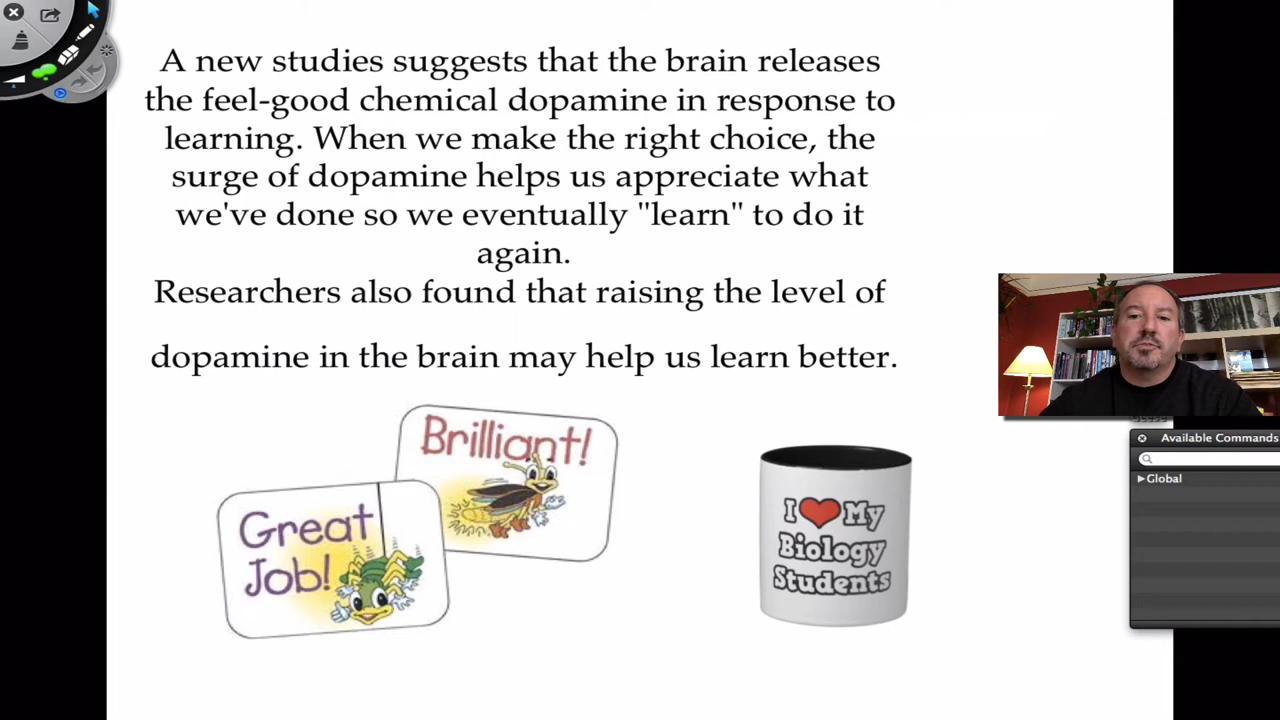 A new studies suggests that the brain releases
the feel-good chemical dopamine in response to
learning. When we make the right choice, the
surge of dopamine helps us appreciate what
we've done so we eventually "learn" to do it
again.
Researchers also found that raising the level of
dopamine in the brain may help us learn better.
Brilliant!
Great
Job!
I ❤ My
Biology
Students
Available Commands
Global